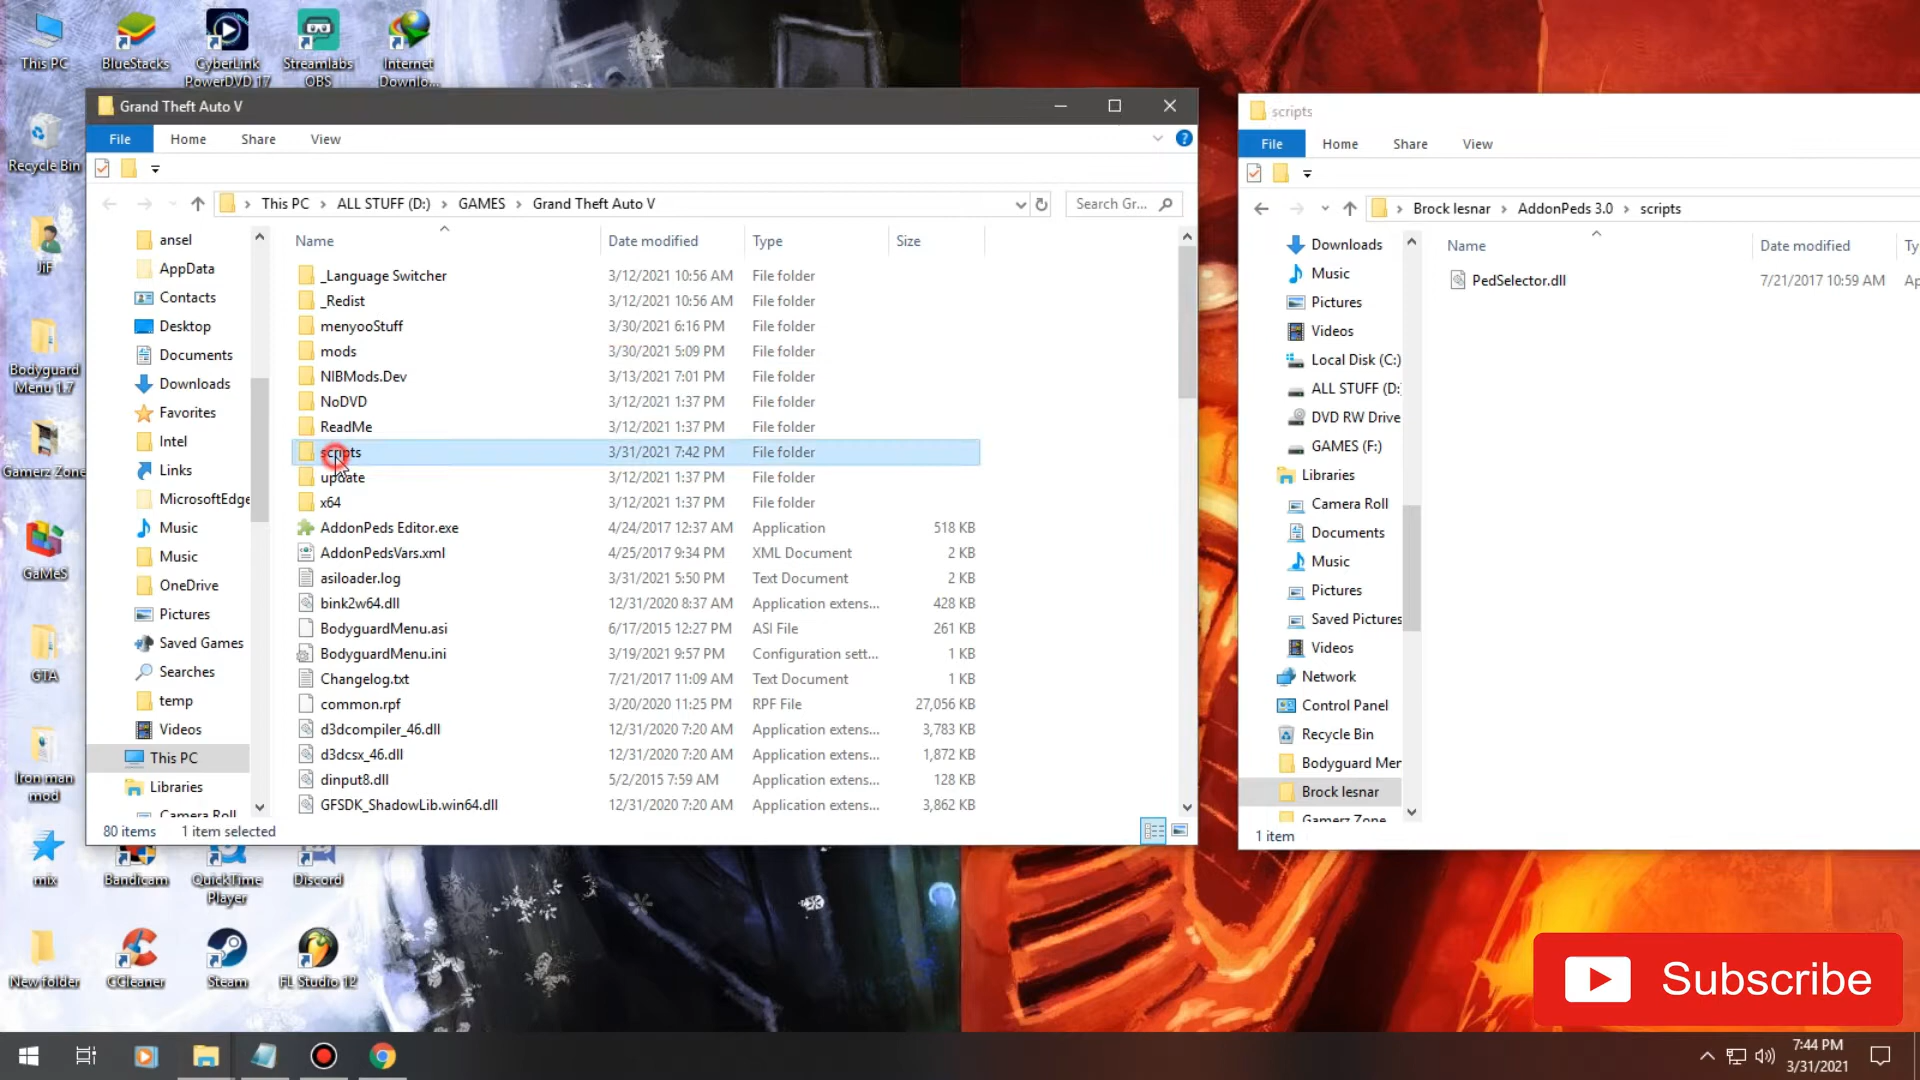 This PC
BlueStacks
CyberLink
PowerDVD 17
Streamlabs
OBS
Internet
Downlo...
Recycle Bin
JiF
Bodyguard
Menu 1.7
Gamerz Zone
GaMeS
GTA
Iron man
mod
mix
Bandicam
QuickTime
Player
Discord
New folder
CCleaner
Steam
FL Studio 12
Grand Theft Auto V
File Home Share View
This PC > ALL STUFF (D:) > GAMES > Grand Theft Auto V
Search Gr...
ansel
AppData
Contacts
Desktop
Documents
Downloads
Favorites
Intel
Links
MicrosoftEdge
Music
Music
OneDrive
Pictures
Saved Games
Searches
temp
Videos
This PC
Libraries
Camera Roll
Name Date modified Type Size
_Language Switcher 3/12/2021 10:56 AM File folder
_Redist 3/12/2021 10:56 AM File folder
menyooStuff 3/30/2021 6:16 PM File folder
mods 3/30/2021 5:09 PM File folder
NIBMods.Dev 3/13/2021 7:01 PM File folder
NoDVD 3/12/2021 1:37 PM File folder
ReadMe 3/12/2021 1:37 PM File folder
scripts 3/31/2021 7:42 PM File folder
update 3/12/2021 1:37 PM File folder
x64 3/12/2021 1:37 PM File folder
AddonPeds Editor.exe 4/24/2017 12:37 AM Application 518 KB
AddonPedsVars.xml 4/25/2017 9:34 PM XML Document 2 KB
asiloader.log 3/31/2021 5:50 PM Text Document 2 KB
bink2w64.dll 12/31/2020 8:37 AM Application extens... 428 KB
BodyguardMenu.asi 6/17/2015 12:27 PM ASI File 261 KB
BodyguardMenu.ini 3/19/2021 9:57 PM Configuration sett... 1 KB
Changelog.txt 7/21/2017 11:09 AM Text Document 1 KB
common.rpf 3/20/2020 11:25 PM RPF File 27,056 KB
d3dcompiler_46.dll 12/31/2020 7:20 AM Application extens... 3,783 KB
d3dcsx_46.dll 12/31/2020 7:20 AM Application extens... 1,872 KB
dinput8.dll 5/2/2015 7:59 AM Application extens... 128 KB
GFSDK_ShadowLib.win64.dll 12/31/2020 7:20 AM Application extens... 3,862 KB
80 items 1 item selected
scripts
File Home Share View
Brock lesnar > AddonPeds 3.0 > scripts
Downloads
Music
Pictures
Videos
Local Disk (C:)
ALL STUFF (D:)
DVD RW Drive
GAMES (F:)
Libraries
Camera Roll
Documents
Music
Pictures
Saved Pictures
Videos
Network
Control Panel
Recycle Bin
Bodyguard Mer
Brock lesnar
Gamerz Zone
Name Date modified Ty
PedSelector.dll 7/21/2017 10:59 AM Ap
1 item
Subscribe
7:44 PM
3/31/2021